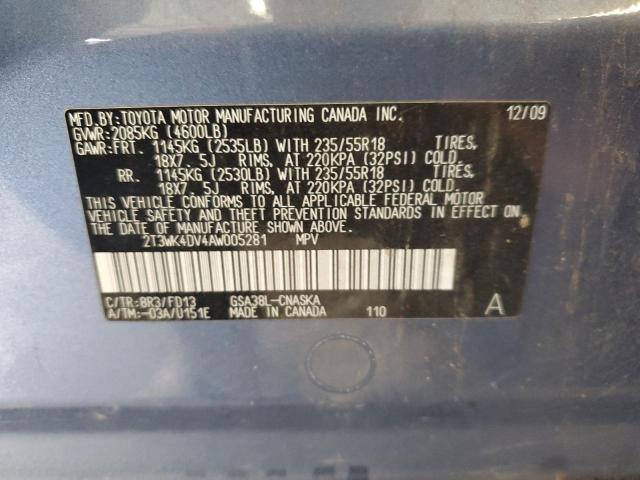 MFD.BY:TOYOTA MOTOR MANUFACTURING CANADA INC. 12/09
GVWR:2085KG (4600LB)
GAWR:FRT. 1145KG (2535LB) WITH 235/55R18 TIRES,
18X7. 5J RIMS, AT 220KPA (32PSI) COLD.
RR. 1145KG (2530LB) WITH 235/55R18 TIRES,
18X7. 5J RIMS, AT 220KPA (32PSI) COLD.
THIS VEHICLE CONFORMS TO ALL APPLICABLE FEDERAL MOTOR
VEHICLE SAFETY AND THEFT PREVENTION STANDARDS IN EFFECT ON
THE DATE OF MANUFACTURE SHOWN ABOVE.
2T3WK4DV4AW005281 MPV
C/TR:8R3/FD13 GSA38L-CNASKA
A/TM:-03A/U151E MADE IN CANADA 110 A